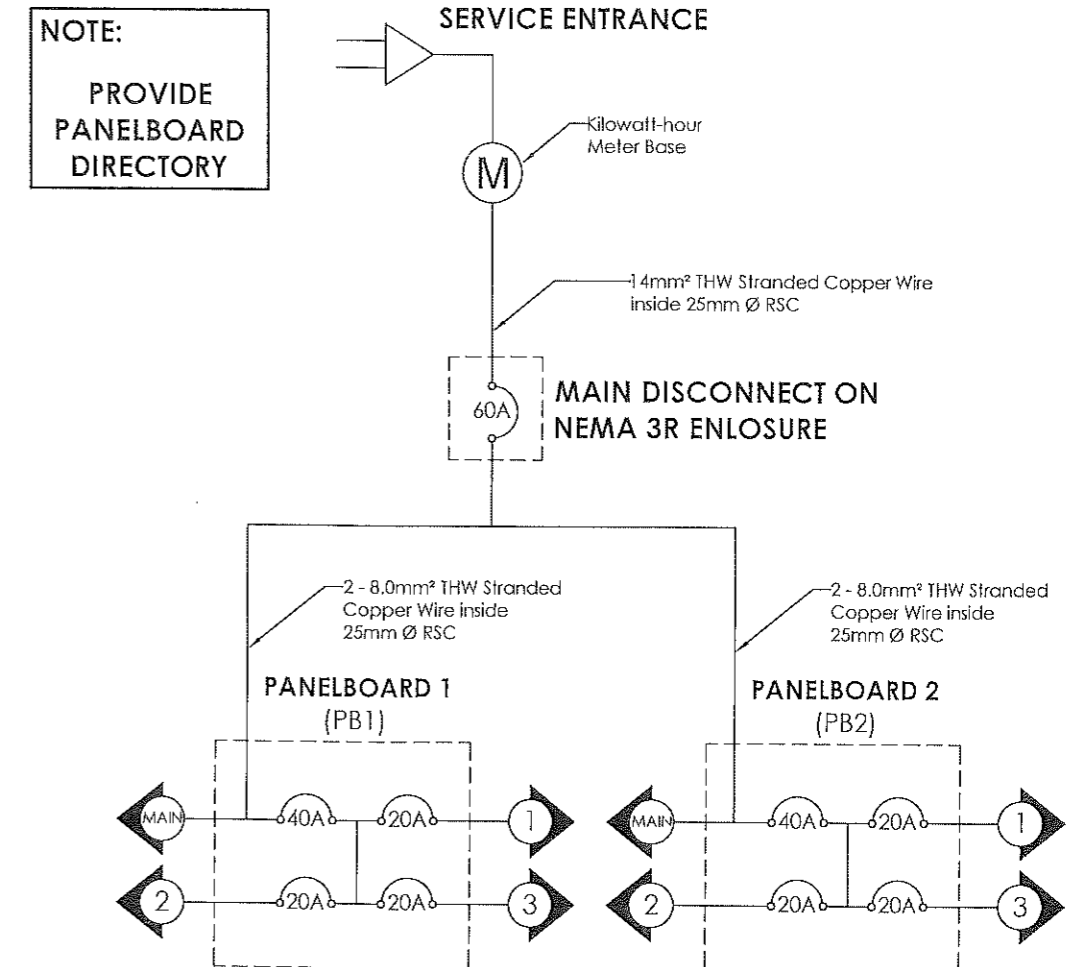 NOTE:
PROVIDE
PANELBOARD
DIRECTORY
SERVICE ENTRANCE
Kilowatt-hour
Meter Base
M
14mm² THW Stranded Copper Wire
inside 25mm Ø RSC
60A
MAIN DISCONNECT ON
NEMA 3R ENLOSURE
2 - 8.0mm² THW Stranded
Copper Wire inside
25mm Ø RSC
2 - 8.0mm² THW Stranded
Copper Wire inside
25mm Ø RSC
PANELBOARD 1
(PB1)
PANELBOARD 2
(PB2)
MAIN 40A 20A 1
2 20A 20A 3
MAIN 40A 20A 1
2 20A 20A 3